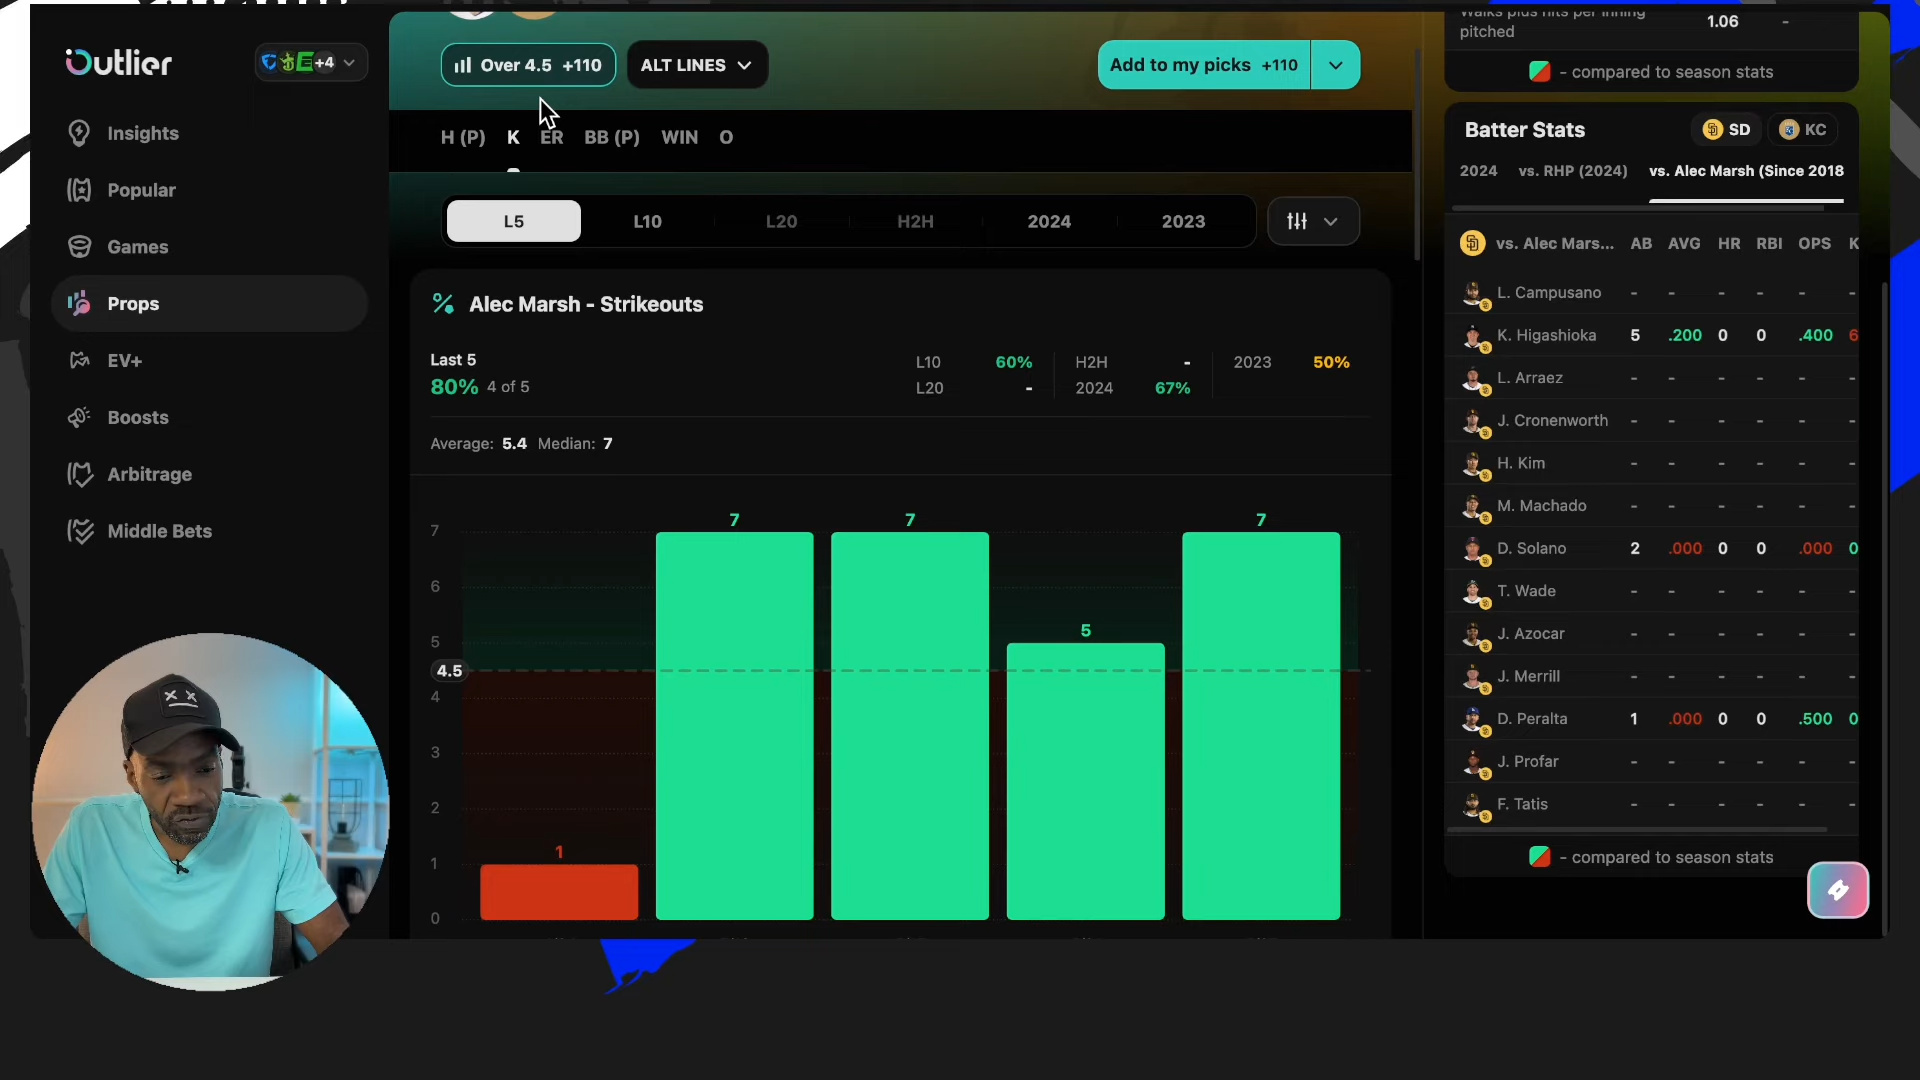 Outlier
+4
Insights
Popular
Games
Props
EV+
Boosts
Arbitrage
Middle Bets
Over 4.5 +110
ALT LINES
Add to my picks +110
H (P) K ER BB (P) WIN O
L5 L10 L20 H2H 2024 2023
Alec Marsh - Strikeouts
Last 5
80% 4 of 5
L10 60% H2H - 2023 50%
L20 - 2024 67%
Average: 5.4 Median: 7
7
6
5
4.5
4
3
2
1
0
1
7
7
5
7
Walks plus hits per inning
pitched
1.06 -
- compared to season stats
Batter Stats
SD
KC
2024 vs. RHP (2024) vs. Alec Marsh (Since 2018
vs. Alec Mars... AB AVG HR RBI OPS K
L. Campusano - - - - - -
K. Higashioka 5 .200 0 0 .400 6
L. Arraez - - - - - -
J. Cronenworth - - - - - -
H. Kim - - - - - -
M. Machado - - - - - -
D. Solano 2 .000 0 0 .000 0
T. Wade - - - - - -
J. Azocar - - - - - -
J. Merrill - - - - - -
D. Peralta 1 .000 0 0 .500 0
J. Profar - - - - - -
F. Tatis - - - - - -
- compared to season stats